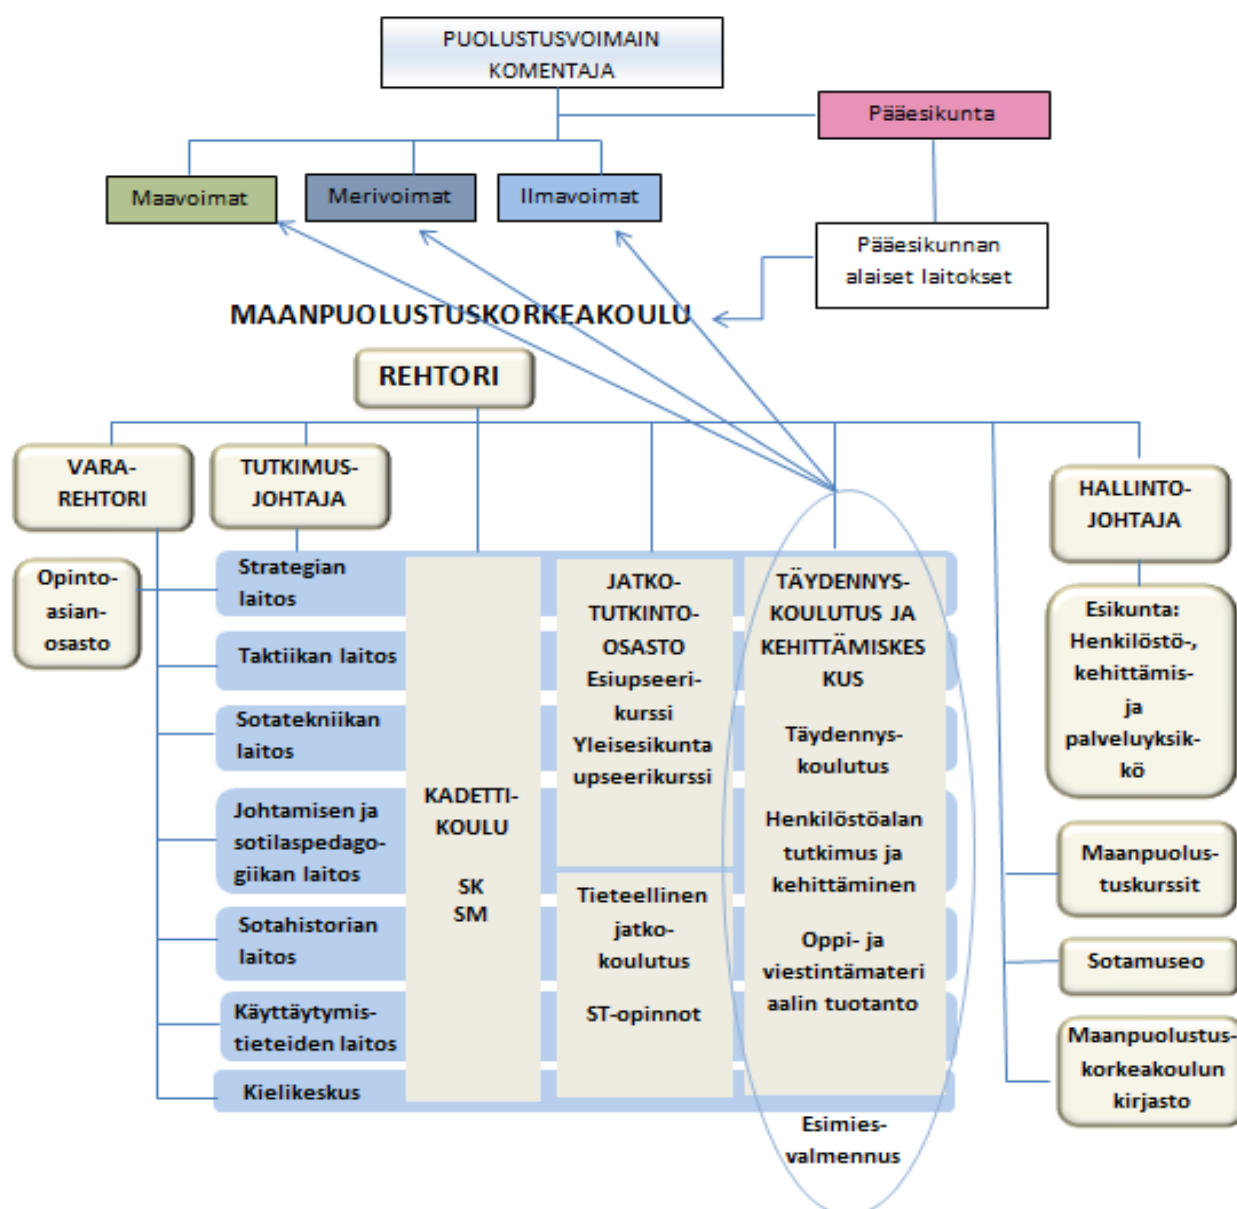 PUOLUSTUSVOIMAIN
KOMENTAJA
Pääesikunta
Maavoimat
Merivoimat
Ilmavoimat
Pääesikunnan
alaiset laitokset
MAANPUOLUSTUSKORKEAKOULU
REHTORI
VARA-
REHTORI
TUTKIMUS-
JOHTAJA
HALLINTO-
JOHTAJA
Opinto-
asian-
osasto
Strategian
laitos
Taktiikan laitos
Sotatekniikan
laitos
Johtamisen ja
sotilaspedago-
giikan laitos
Sotahistorian
laitos
Käyttäytymis-
tieteiden laitos
Kielikeskus
KADETTI-
KOULU
SK
SM
JATKO-
TUTKINTO-
OSASTO
Esiupseeri-
kurssi
Yleisesikunta
upseerikurssi
Tieteellinen
jatko-
koulutus
ST-opinnot
TÄYDENNYS-
KOULUTUS JA
KEHITTÄMISKES
KUS
Täydennys-
koulutus
Henkilöstöalan
tutkimus ja
kehittäminen
Oppi- ja
viestintämateri
aalin tuotanto
Esimies-
valmennus
Esikunta:
Henkilöstö-,
kehittämis-
ja
palveluyksik-
kö
Maanpuolus-
tuskurssit
Sotamuseo
Maanpuolustus-
korkeakoulun
kirjasto